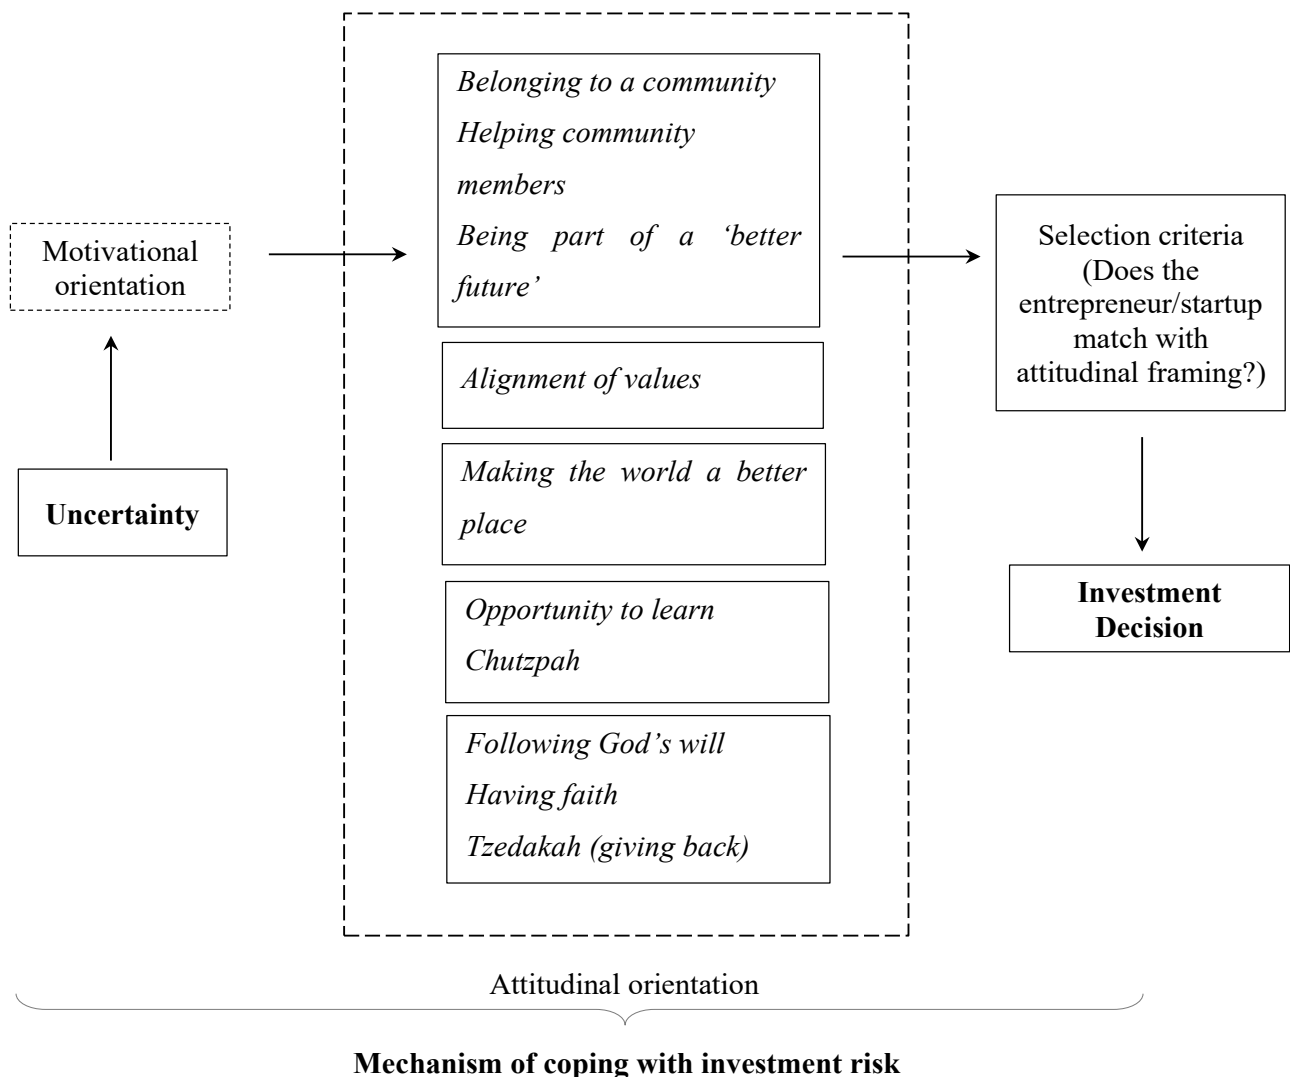 Motivational
orientation
Uncertainty
Belonging to a community
Helping community
members
Being part of a ‘better
future’
Alignment of values
Making the world a better
place
Opportunity to learn
Chutzpah
Following God’s will
Having faith
Tzedakah (giving back)
Selection criteria
(Does the
entrepreneur/startup
match with
attitudinal framing?)
Investment
Decision
Attitudinal orientation
Mechanism of coping with investment risk